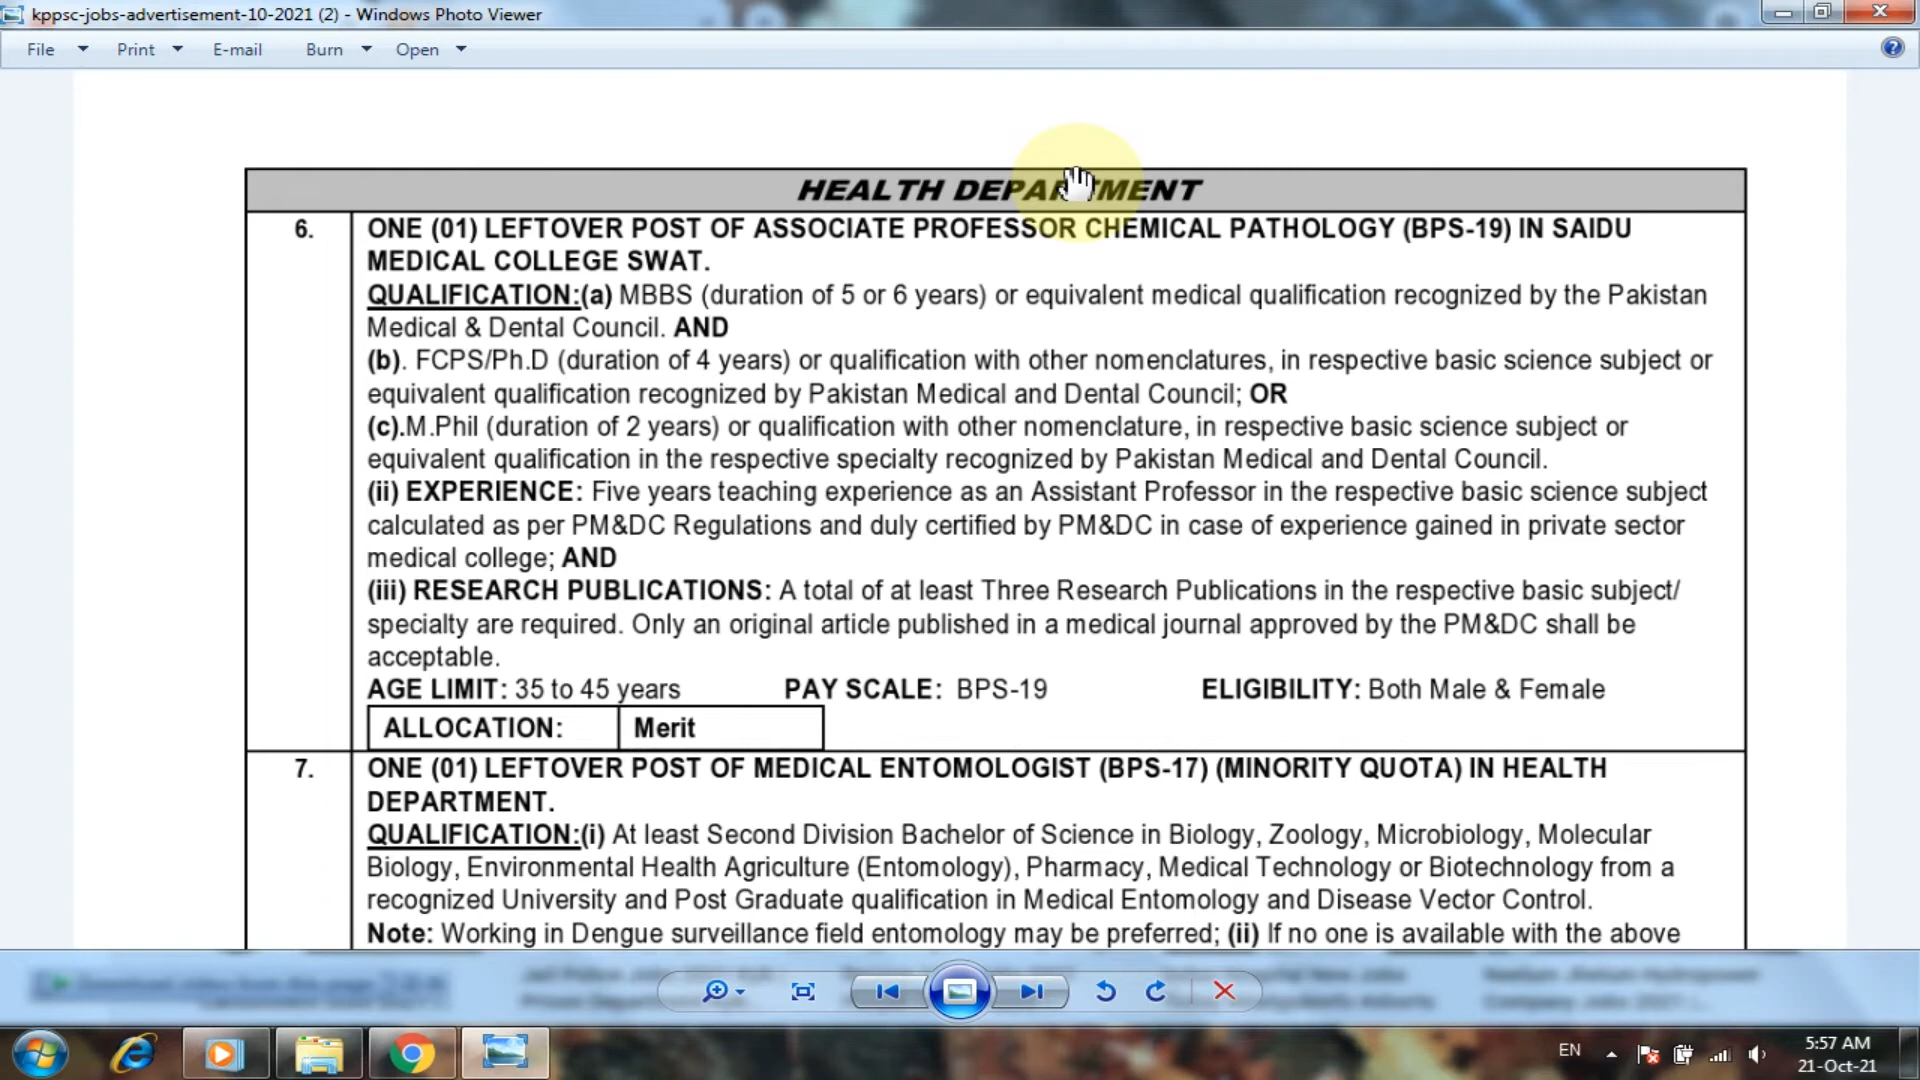 kppsc-jobs-advertisement-10-2021 (2) - Windows Photo Viewer
File Print E-mail Burn Open
HEALTH DEPARTMENT
6. ONE (01) LEFTOVER POST OF ASSOCIATE PROFESSOR CHEMICAL PATHOLOGY (BPS-19) IN SAIDU
MEDICAL COLLEGE SWAT.
QUALIFICATION:(a) MBBS (duration of 5 or 6 years) or equivalent medical qualification recognized by the Pakistan
Medical & Dental Council. AND
(b). FCPS/Ph.D (duration of 4 years) or qualification with other nomenclatures, in respective basic science subject or
equivalent qualification recognized by Pakistan Medical and Dental Council; OR
(c).M.Phil (duration of 2 years) or qualification with other nomenclature, in respective basic science subject or
equivalent qualification in the respective specialty recognized by Pakistan Medical and Dental Council.
(ii) EXPERIENCE: Five years teaching experience as an Assistant Professor in the respective basic science subject
calculated as per PM&DC Regulations and duly certified by PM&DC in case of experience gained in private sector
medical college; AND
(iii) RESEARCH PUBLICATIONS: A total of at least Three Research Publications in the respective basic subject/
specialty are required. Only an original article published in a medical journal approved by the PM&DC shall be
acceptable.
AGE LIMIT: 35 to 45 years PAY SCALE: BPS-19 ELIGIBILITY: Both Male & Female
ALLOCATION: Merit
7. ONE (01) LEFTOVER POST OF MEDICAL ENTOMOLOGIST (BPS-17) (MINORITY QUOTA) IN HEALTH
DEPARTMENT.
QUALIFICATION:(i) At least Second Division Bachelor of Science in Biology, Zoology, Microbiology, Molecular
Biology, Environmental Health Agriculture (Entomology), Pharmacy, Medical Technology or Biotechnology from a
recognized University and Post Graduate qualification in Medical Entomology and Disease Vector Control.
Note: Working in Dengue surveillance field entomology may be preferred; (ii) If no one is available with the above
EN
5:57 AM
21-Oct-21